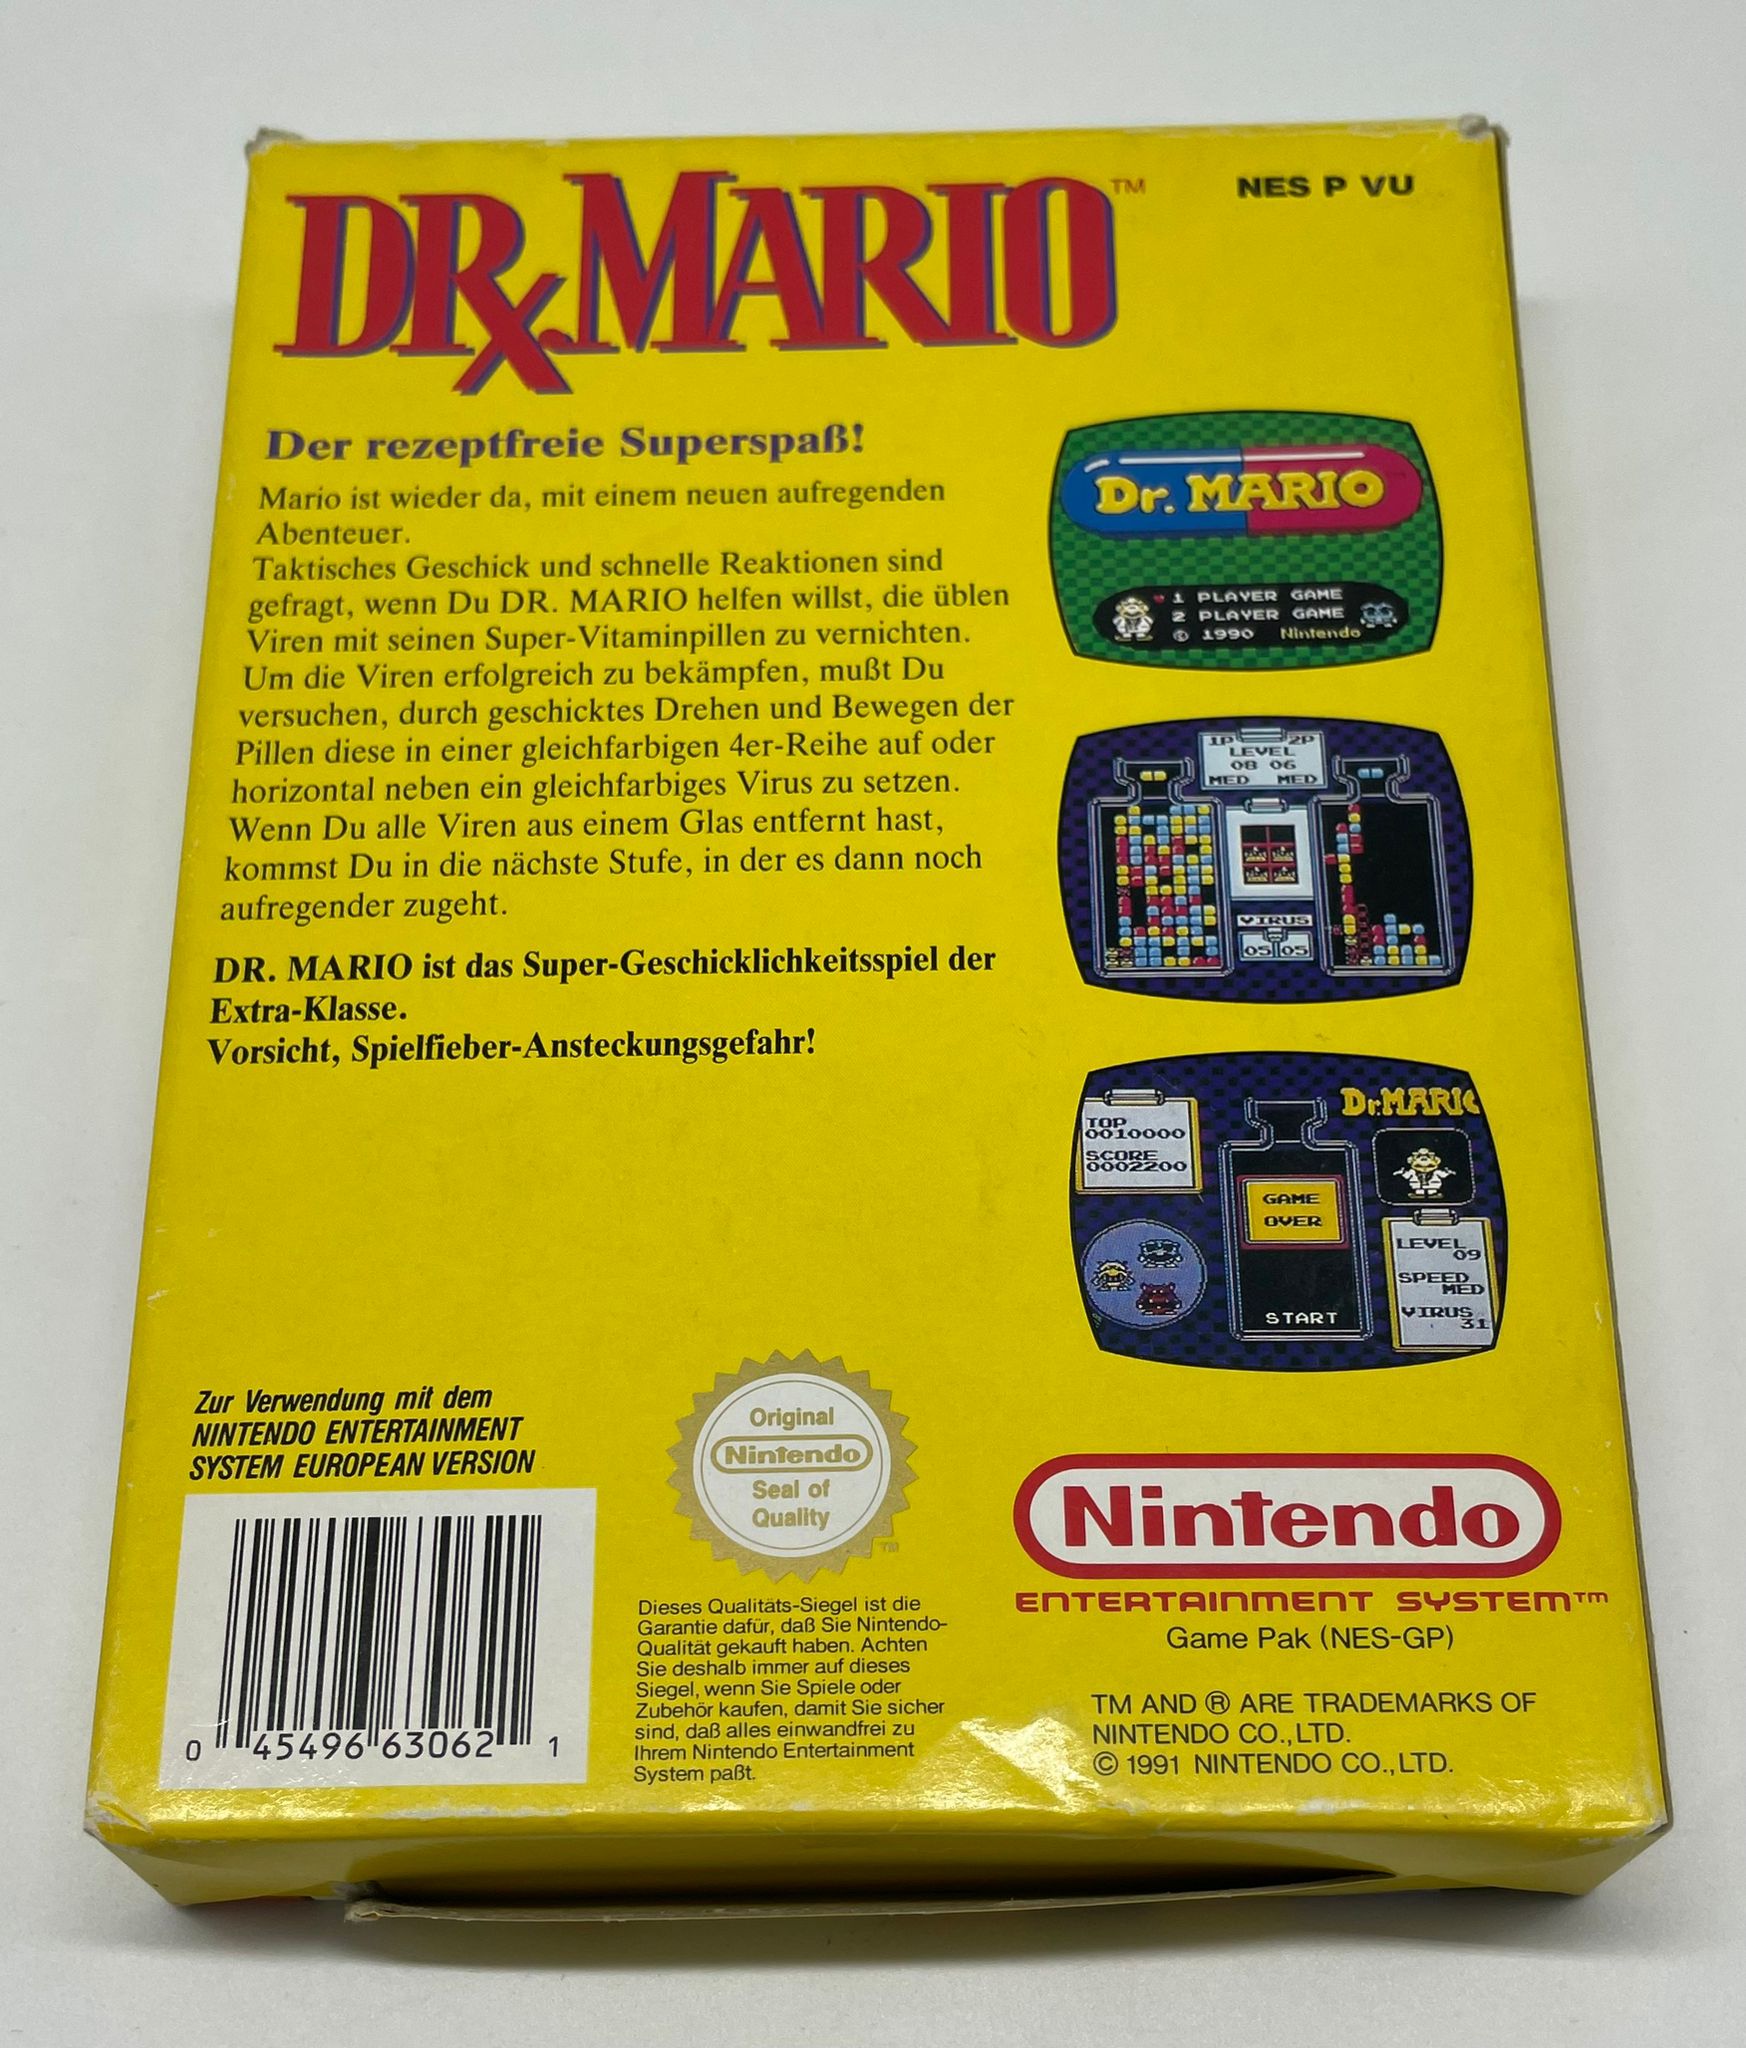 DR. MARIO™
NES P VU
Der rezeptfreie Superspaß!
Mario ist wieder da, mit einem neuen aufregenden
Abenteuer.
Taktisches Geschick und schnelle Reaktionen sind
gefragt, wenn Du DR. MARIO helfen willst, die üblen
Viren mit seinen Super-Vitaminpillen zu vernichten.
Um die Viren erfolgreich zu bekämpfen, mußt Du
versuchen, durch geschicktes Drehen und Bewegen der
Pillen diese in einer gleichfarbigen 4er-Reihe auf oder
horizontal neben ein gleichfarbiges Virus zu setzen.
Wenn Du alle Viren aus einem Glas entfernt hast,
kommst Du in die nächste Stufe, in der es dann noch
aufregender zugeht.
DR. MARIO ist das Super-Geschicklichkeitsspiel der
Extra-Klasse.
Vorsicht, Spielfieber-Ansteckungsgefahr!
Dr. MARIO
1 PLAYER GAME
2 PLAYER GAME
© 1990 Nintendo
1P 2P
LEVEL
08 06
MED MED
VIRUS
05 05
TOP
0010000
SCORE
0002200
Dr.MARIO
GAME
OVER
START
LEVEL
09
SPEED
MED
VIRUS
31
Zur Verwendung mit dem
NINTENDO ENTERTAINMENT
SYSTEM EUROPEAN VERSION
0 45496 63062 1
Original
Nintendo
Seal of
Quality
TM
Dieses Qualitäts-Siegel ist die
Garantie dafür, daß Sie Nintendo-
Qualität gekauft haben. Achten
Sie deshalb immer auf dieses
Siegel, wenn Sie Spiele oder
Zubehör kaufen, damit Sie sicher
sind, daß alles einwandfrei zu
Ihrem Nintendo Entertainment
System paßt.
Nintendo
ENTERTAINMENT SYSTEM™
Game Pak (NES-GP)
TM AND ® ARE TRADEMARKS OF
NINTENDO CO., LTD.
© 1991 NINTENDO CO., LTD.